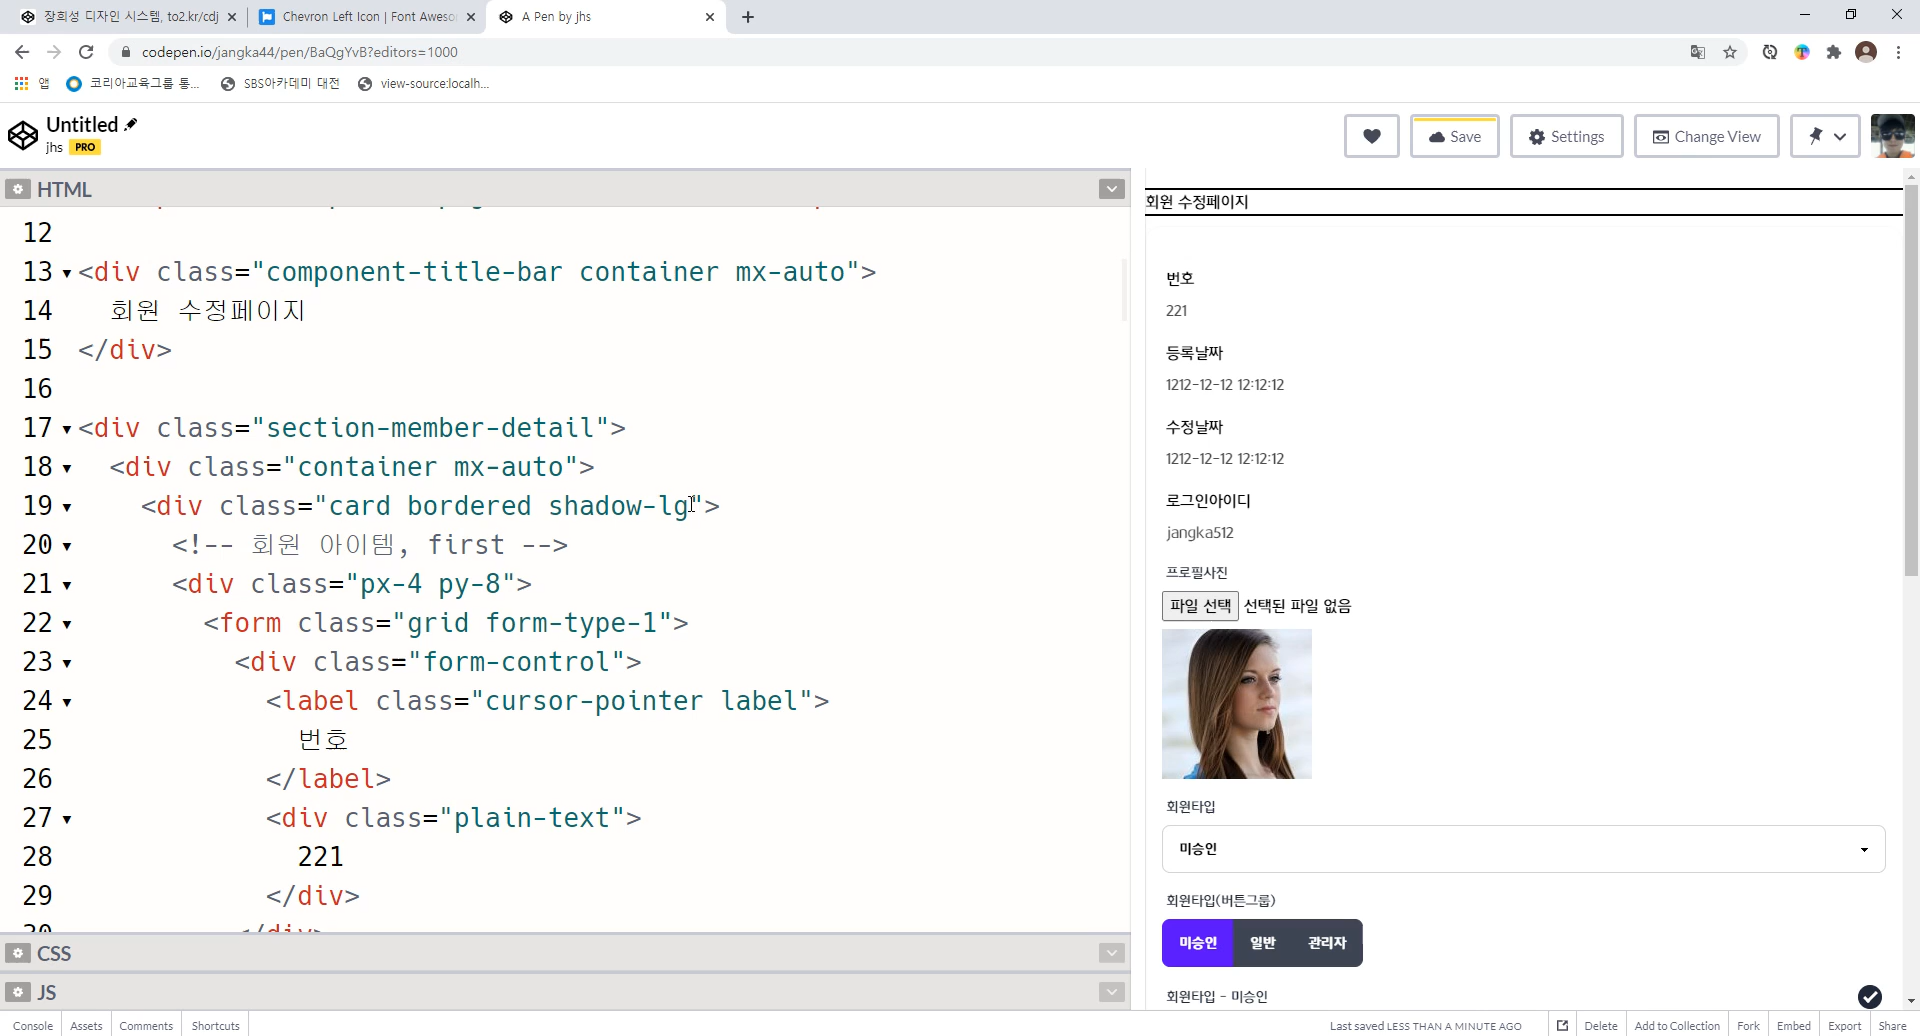 장희성 디자인 시스템, to2.kr/cdj
Chevron Left Icon | Font Aweso
A Pen by jhs
codepen.io/jangka44/pen/BaQgYvB?editors=1000
앱
코리아교육그룹 통...
SBS아카데미 대전
view-source:localh...
Untitled
jhs PRO
Save
Settings
Change View
HTML
12
13 <div class="component-title-bar container mx-auto">
14 회원 수정페이지
15 </div>
16
17 <div class="section-member-detail">
18 <div class="container mx-auto">
19 <div class="card bordered shadow-lg">
20 <!-- 회원 아이템, first -->
21 <div class="px-4 py-8">
22 <form class="grid form-type-1">
23 <div class="form-control">
24 <label class="cursor-pointer label">
25 번호
26 </label>
27 <div class="plain-text">
28 221
29 </div>
30 </div>
CSS
JS
회원 수정페이지
번호
221
등록날짜
1212-12-12 12:12:12
수정날짜
1212-12-12 12:12:12
로그인아이디
jangka512
프로필사진
파일 선택 선택된 파일 없음
회원타입
미승인
회원타입(버튼그룹)
미승인 일반 관리자
회원타입 - 미승인
Console Assets Comments Shortcuts
Last saved LESS THAN A MINUTE AGO
Delete Add to Collection Fork Embed Export Share